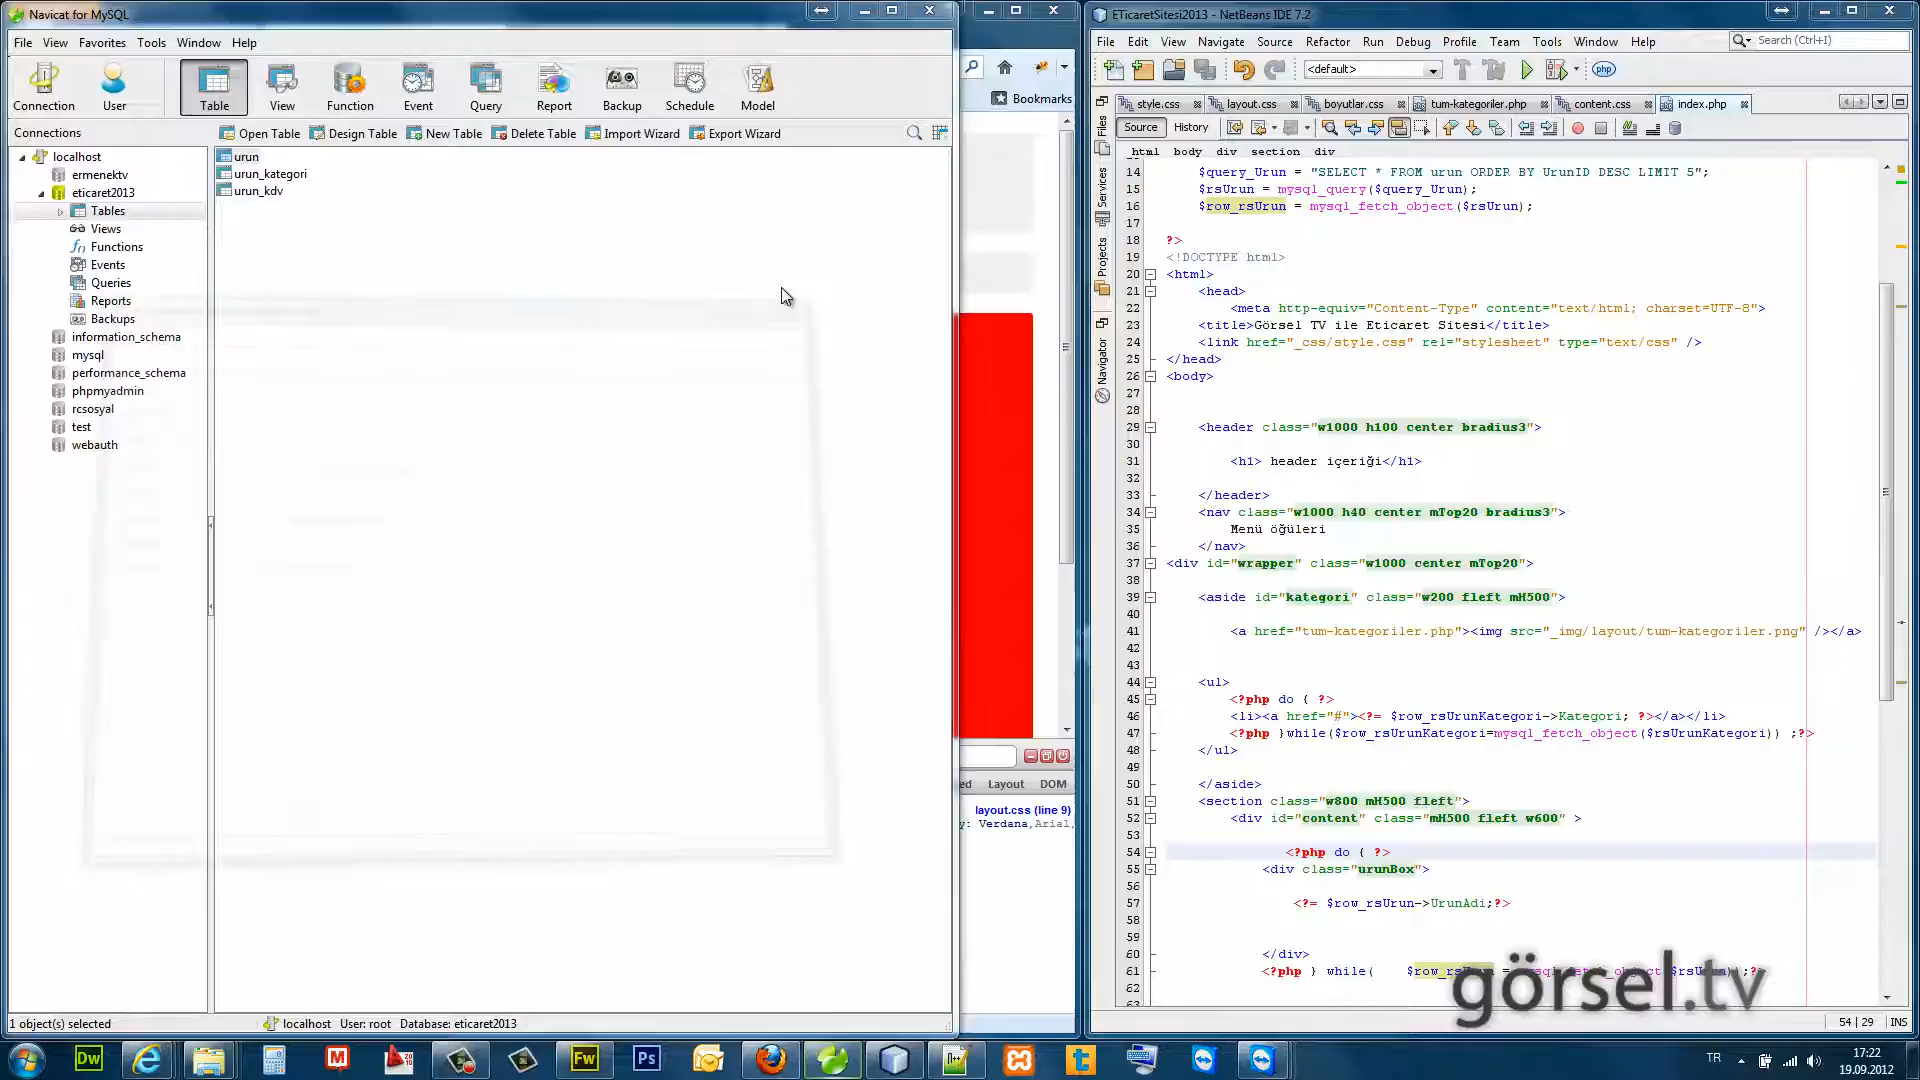 Navicat for MySQL
File View Favorites Tools Window Help
Connection User Table View Function Event Query Report Backup Schedule Model
Connections
Open Table Design Table New Table Delete Table Import Wizard Export Wizard
localhost
ermenektv
eticaret2013
Tables
Views
Functions
Events
Queries
Reports
Backups
information_schema
mysql
performance_schema
phpmyadmin
rcsosyal
test
webauth
urun
urun_kategori
urun_kdv
1 object(s) selected
localhost User: root Database: eticaret2013
Bookmarks
Layout DOM
layout.css (line 9)
y: Verdana,Arial,
ETicaretSitesi2013 - NetBeans IDE 7.2
File Edit View Navigate Source Refactor Run Debug Profile Team Tools Window Help
Search (Ctrl+I)
<default>
php
style.css layout.css boyutlar.css tum-kategoriler.php content.css index.php
Source History
html body div section div
Files
Services
Projects
Navigator
14 $query_Urun = "SELECT * FROM urun ORDER BY UrunID DESC LIMIT 5";
15 $rsUrun = mysql_query($query_Urun);
16 $row_rsUrun = mysql_fetch_object($rsUrun);
17
18 ?>
19 <!DOCTYPE html>
20 <html>
21 <head>
22 <meta http-equiv="Content-Type" content="text/html; charset=UTF-8">
23 <title>Görsel TV ile Eticaret Sitesi</title>
24 <link href="_css/style.css" rel="stylesheet" type="text/css" />
25 </head>
26 <body>
27
28
29 <header class="w1000 h100 center bradius3">
30
31 <h1> header içeriği</h1>
32
33 </header>
34 <nav class="w1000 h40 center mTop20 bradius3">
35 Menü öğüleri
36 </nav>
37 <div id="wrapper" class="w1000 center mTop20">
38
39 <aside id="kategori" class="w200 fleft mH500">
40
41 <a href="tum-kategoriler.php"><img src="_img/layout/tum-kategoriler.png" /></a>
42
43
44 <ul>
45 <?php do { ?>
46 <li><a href="#"><?= $row_rsUrunKategori->Kategori; ?></a></li>
47 <?php }while($row_rsUrunKategori=mysql_fetch_object($rsUrunKategori)) ;?>
48 </ul>
49
50 </aside>
51 <section class="w800 mH500 fleft">
52 <div id="content" class="mH500 fleft w600" >
53
54 <?php do { ?>
55 <div class="urunBox">
56
57 <?= $row_rsUrun->UrunAdi;?>
58
59
60 </div>
61 <?php } while( $row_rsUrun = mysql_fetch_object($rsUrun));?>
62
görsel.tv
54 | 29 INS
Dw Fw Ps
TR
17:22
19.09.2012